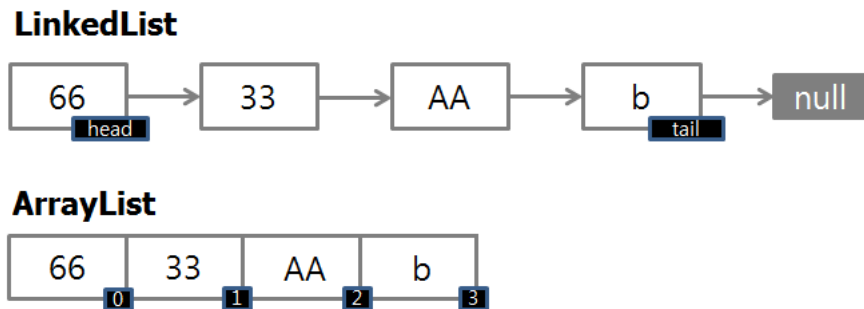 LinkedList
66 33 AA b null
head tail
ArrayList
66 33 AA b
0 1 2 3